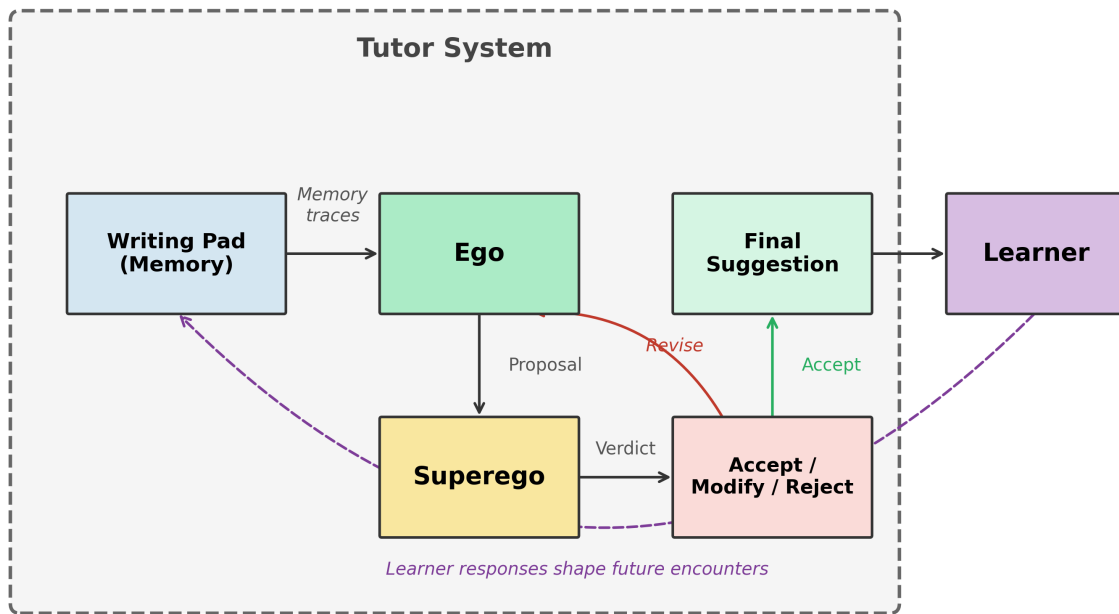 Tutor System
Memory
traces
Writing Pad
(Memory)
Ego
Final
Suggestion
Learner
Revise
Proposal
Accept
Verdict
Superego
Accept /
Modify / Reject
Learner responses shape future encounters